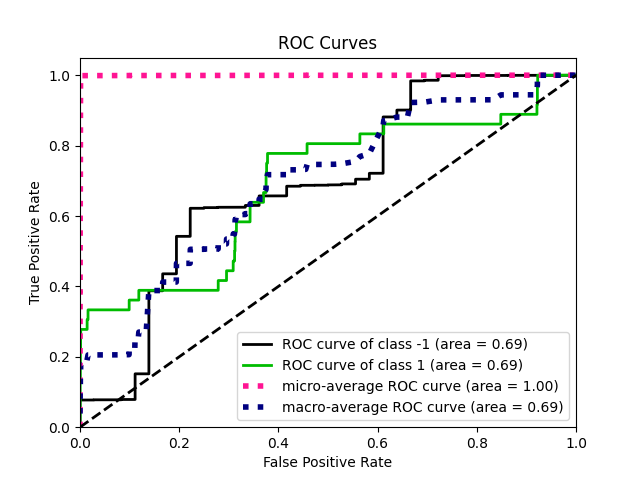 ROC Curves
1.0
0.8
0.6
0.4
0.2
0.0
True Positive Rate
ROC curve of class -1 (area = 0.69)
ROC curve of class 1 (area = 0.69)
micro-average ROC curve (area = 1.00)
macro-average ROC curve (area = 0.69)
0.0 0.2 0.4 0.6 0.8 1.0
False Positive Rate